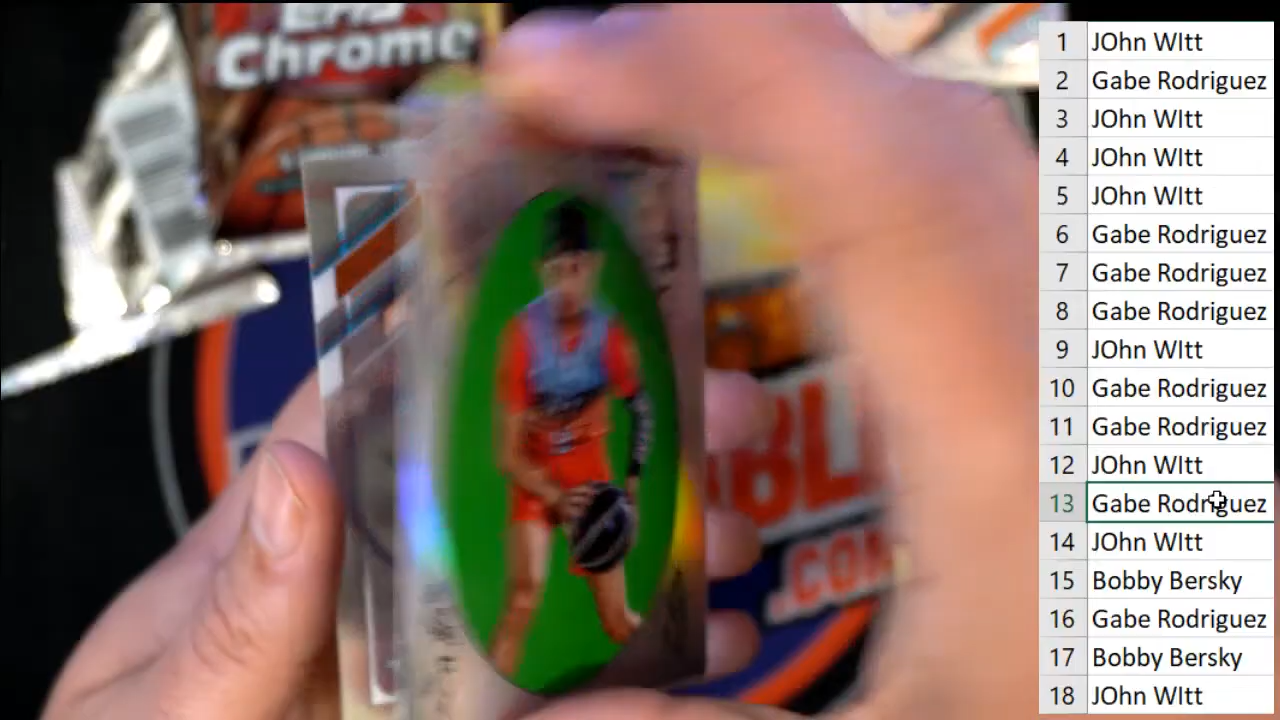 Chrome
BL
.COM
1 JOhn WItt
2 Gabe Rodriguez
3 JOhn WItt
4 JOhn WItt
5 JOhn WItt
6 Gabe Rodriguez
7 Gabe Rodriguez
8 Gabe Rodriguez
9 JOhn WItt
10 Gabe Rodriguez
11 Gabe Rodriguez
12 JOhn WItt
13 Gabe Rodriguez
14 JOhn WItt
15 Bobby Bersky
16 Gabe Rodriguez
17 Bobby Bersky
18 JOhn WItt